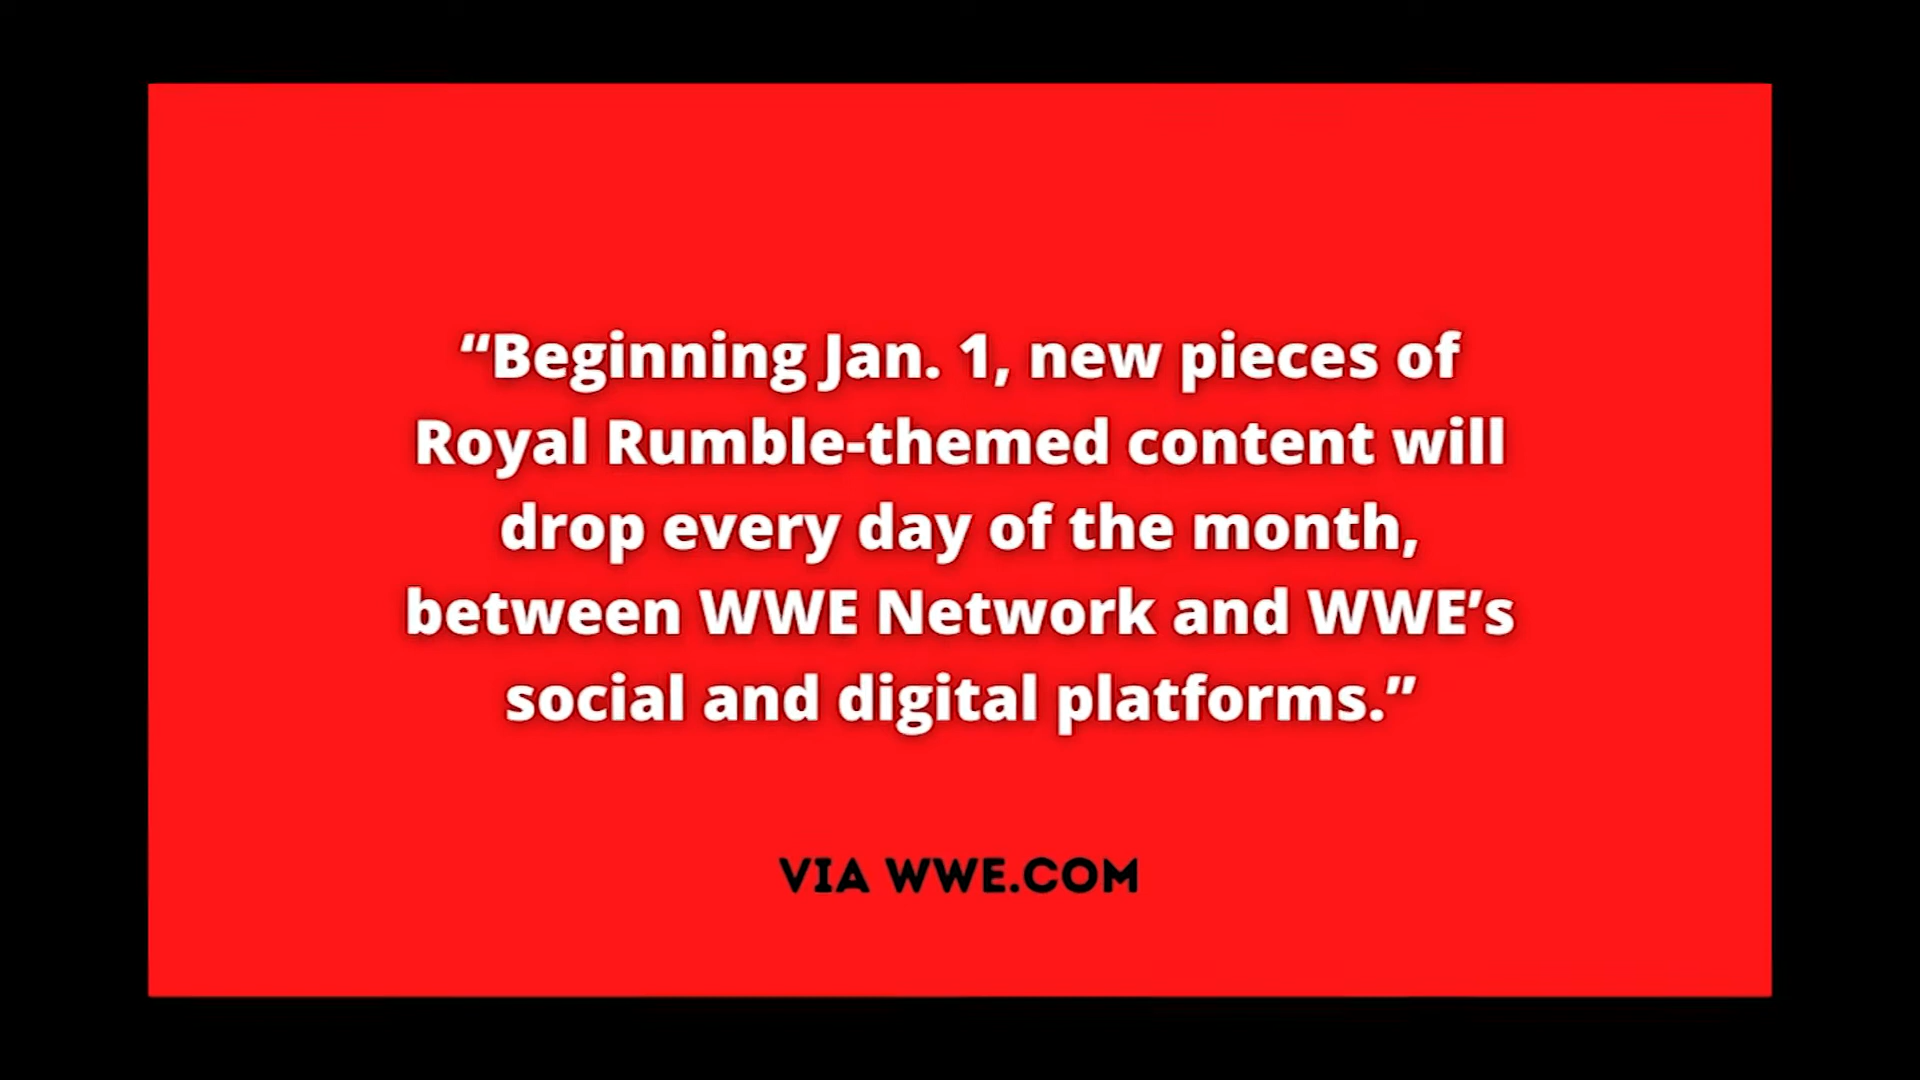 “Beginning Jan. 1, new pieces of
Royal Rumble-themed content will
drop every day of the month,
between WWE Network and WWE’s
social and digital platforms.”
VIA WWE.COM